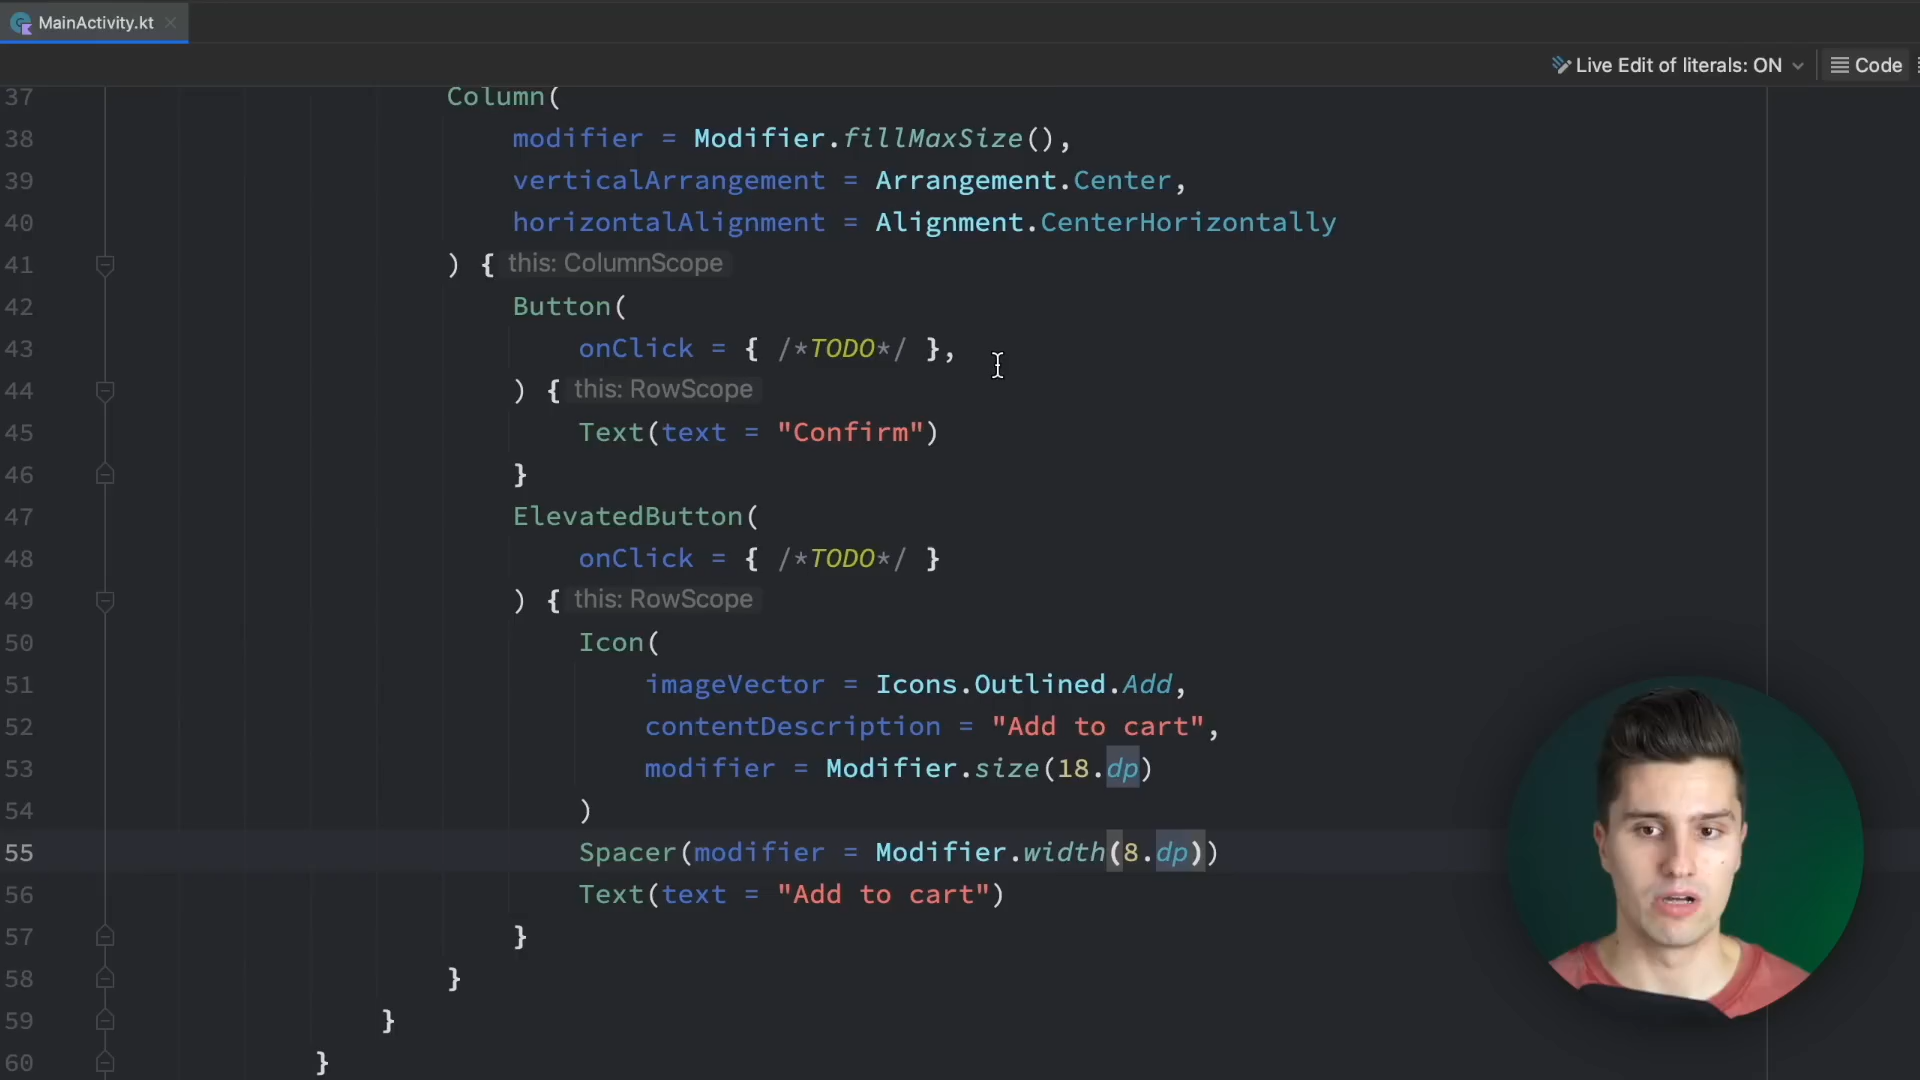 MainActivity.kt
Live Edit of literals: ON
Code
37 Column(
38 modifier = Modifier.fillMaxSize(),
39 verticalArrangement = Arrangement.Center,
40 horizontalAlignment = Alignment.CenterHorizontally
41 ) { this: ColumnScope
42 Button(
43 onClick = { /*TODO*/ },
44 ) { this: RowScope
45 Text(text = "Confirm")
46 }
47 ElevatedButton(
48 onClick = { /*TODO*/ }
49 ) { this: RowScope
50 Icon(
51 imageVector = Icons.Outlined.Add,
52 contentDescription = "Add to cart",
53 modifier = Modifier.size(18.dp)
54 )
55 Spacer(modifier = Modifier.width(8.dp))
56 Text(text = "Add to cart")
57 }
58 }
59 }
60 }